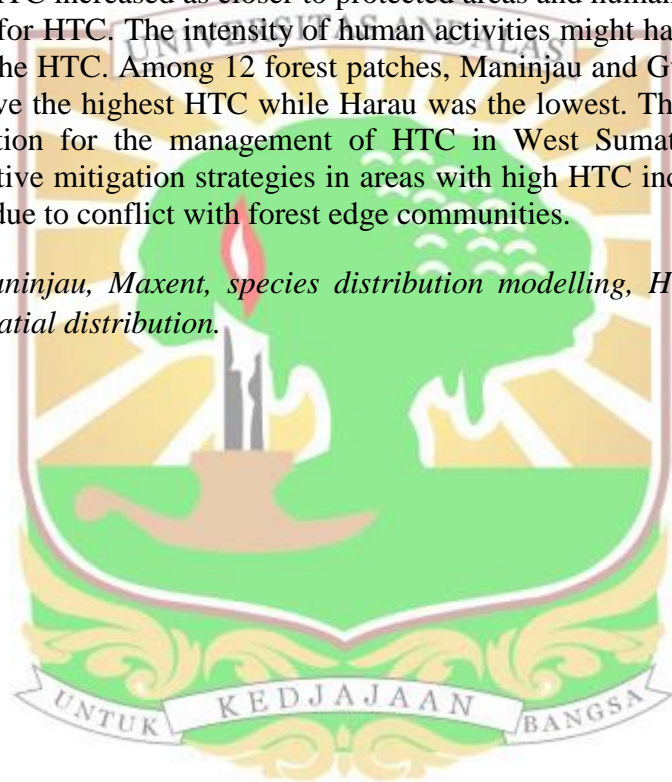 HTC increased as closer to protected areas and human
for HTC. The intensity of human activities might ha
he HTC. Among 12 forest patches, Maninjau and G
ve the highest HTC while Harau was the lowest. Th
tion for the management of HTC in West Sumat
tive mitigation strategies in areas with high HTC inc
due to conflict with forest edge communities.
ninjau, Maxent, species distribution modelling, H
atial distribution.
UNIVERSITAS ANDALAS
UNTUK KEDJAJAAN BANGSA